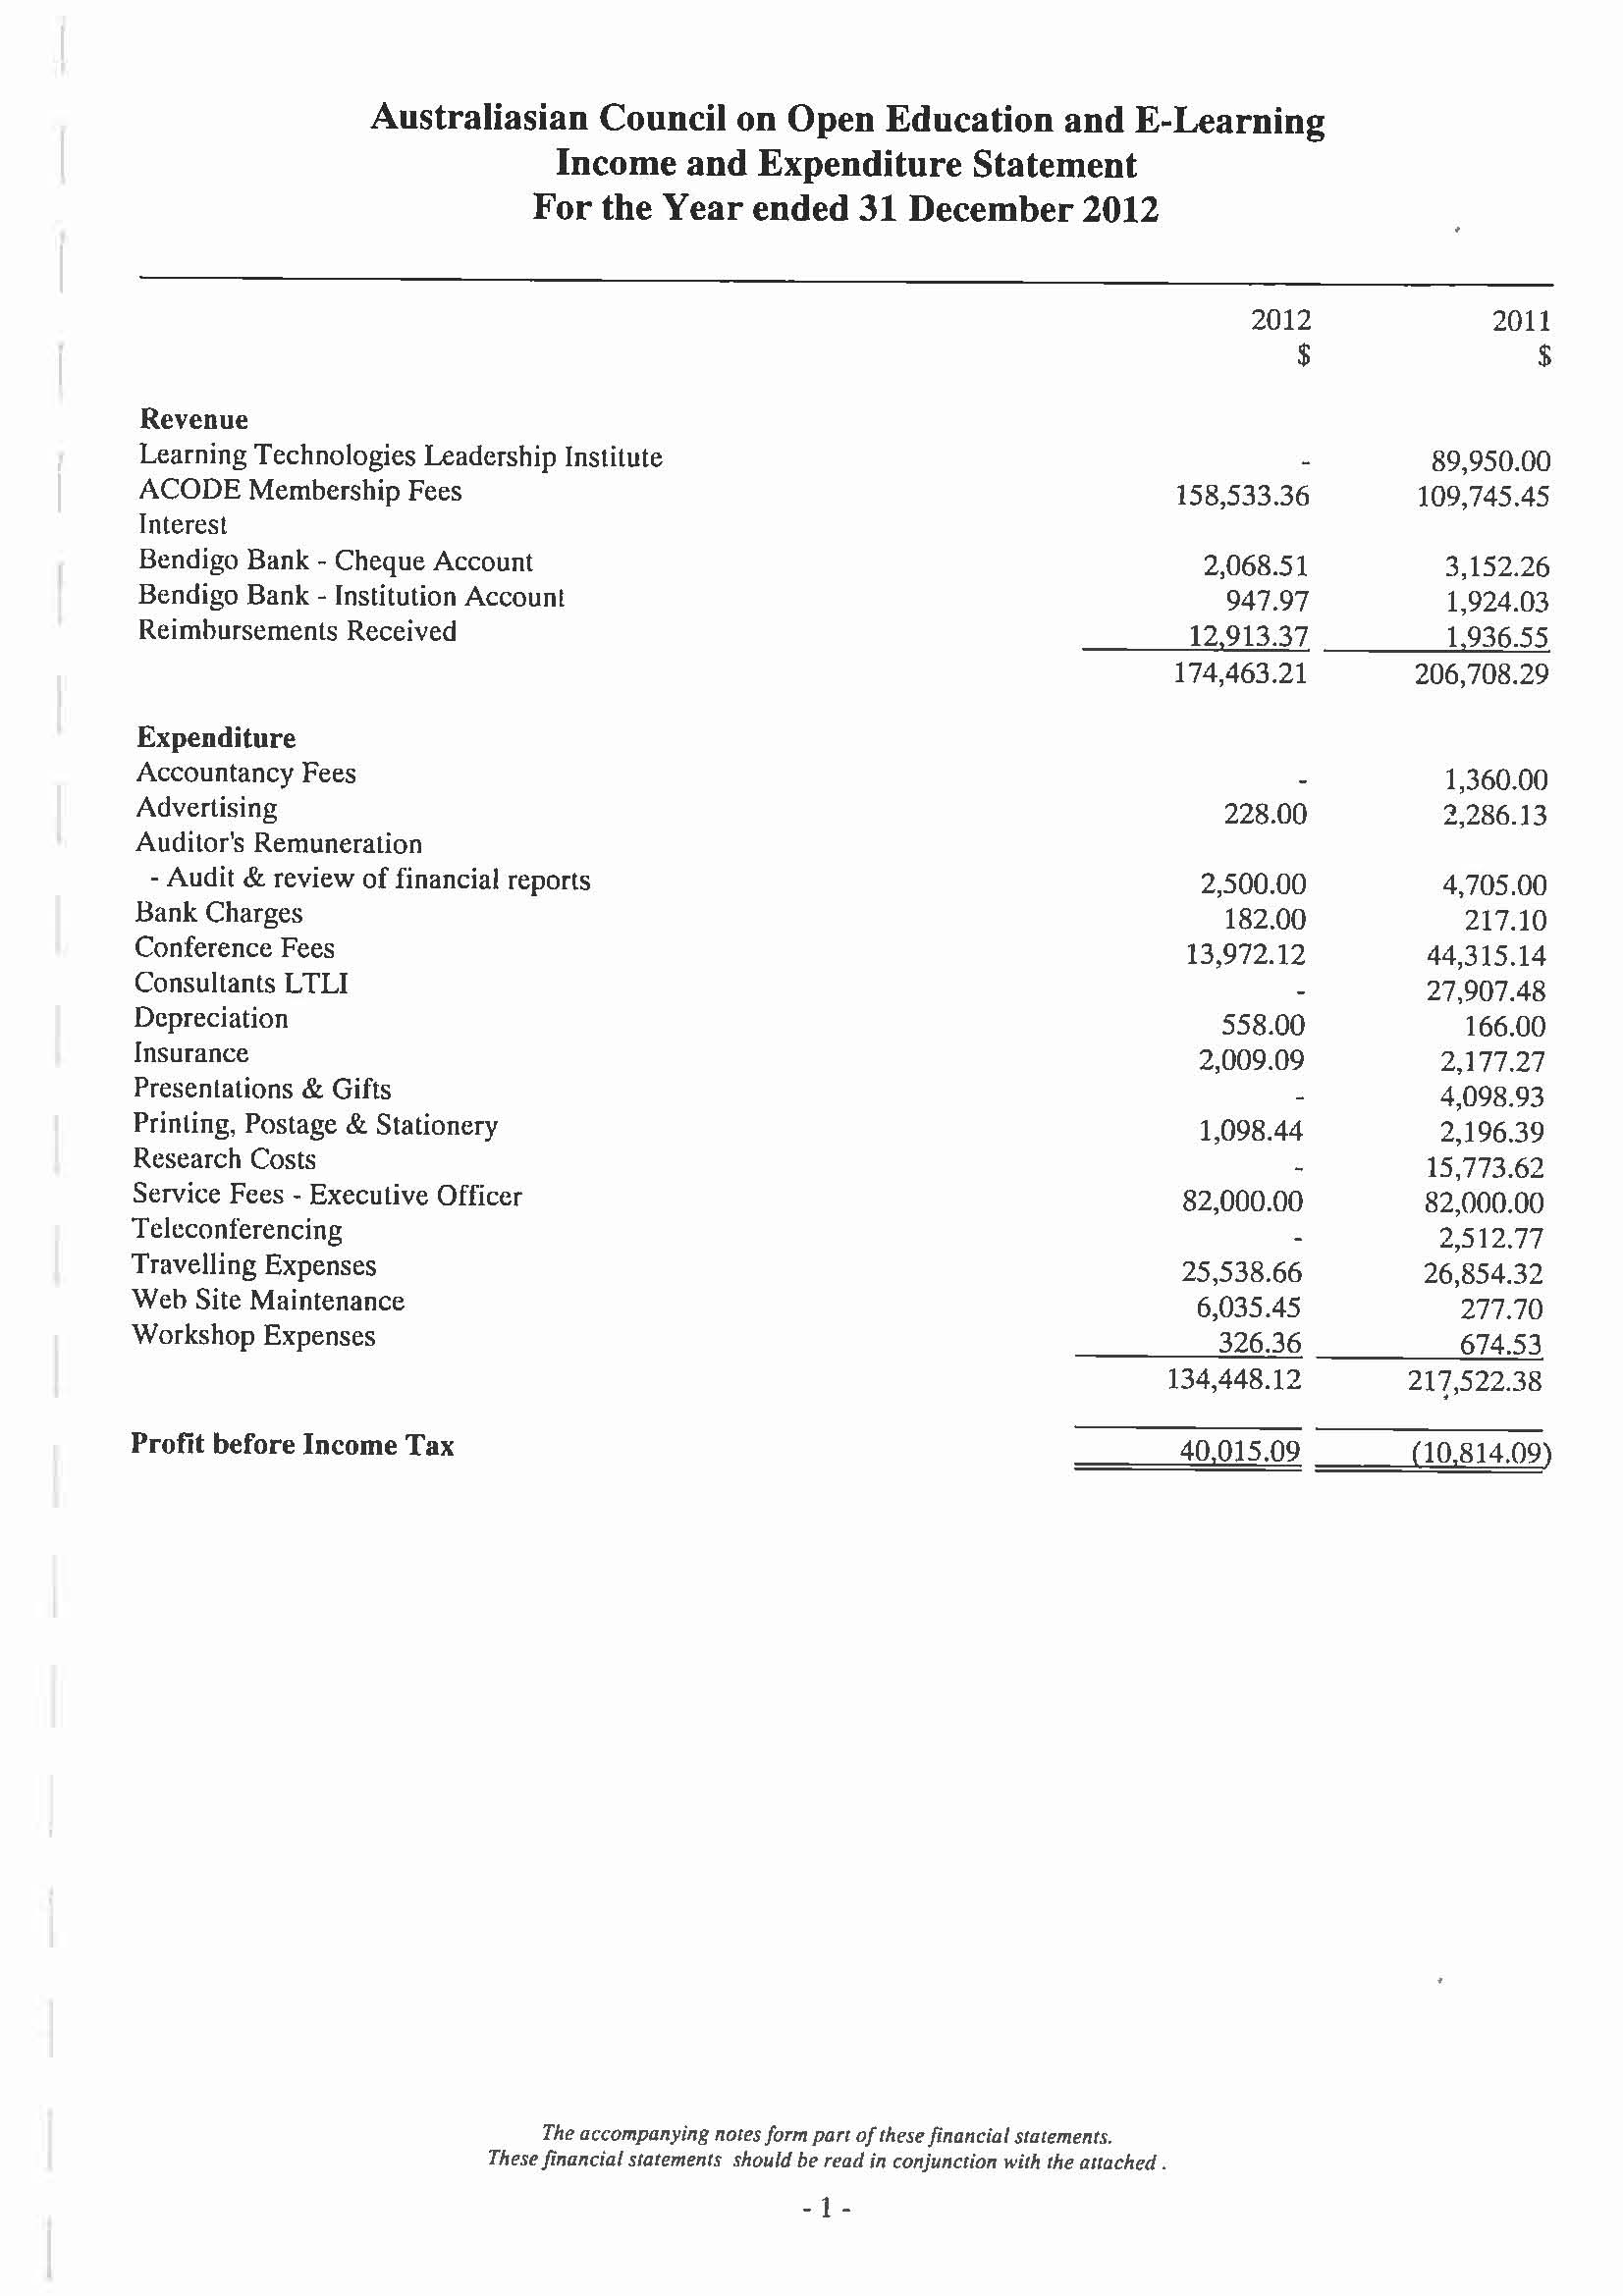 Australiasian Council on Open Education and E-Learning
Income and Expenditure Statement
For the Year ended 31 December 2012
2012 2011
$ $
Revenue
Learning Technologies Leadership Institute - 89,950.00
ACODE Membership Fees 158,533.36 109,745.45
Interest
Bendigo Bank - Cheque Account 2,068.51 3,152.26
Bendigo Bank - Institution Account 947.97 1,924.03
Reimbursements Received 12,913.37 1,936.55
174,463.21 206,708.29
Expenditure
Accountancy Fees - 1,360.00
Advertising 228.00 2,286.13
Auditor's Remuneration
- Audit & review of financial reports 2,500.00 4,705.00
Bank Charges 182.00 217.10
Conference Fees 13,972.12 44,315.14
Consultants LTLI - 27,907.48
Depreciation 558.00 166.00
Insurance 2,009.09 2,177.27
Presentations & Gifts - 4,098.93
Printing, Postage & Stationery 1,098.44 2,196.39
Research Costs - 15,773.62
Service Fees - Executive Officer 82,000.00 82,000.00
Teleconferencing - 2,512.77
Travelling Expenses 25,538.66 26,854.32
Web Site Maintenance 6,035.45 277.70
Workshop Expenses 326.36 674.53
134,448.12 217,522.38
Profit before Income Tax 40,015.09 (10,814.09)
The accompanying notes form part of these financial statements.
These financial statements should be read in conjunction with the attached .
- 1 -